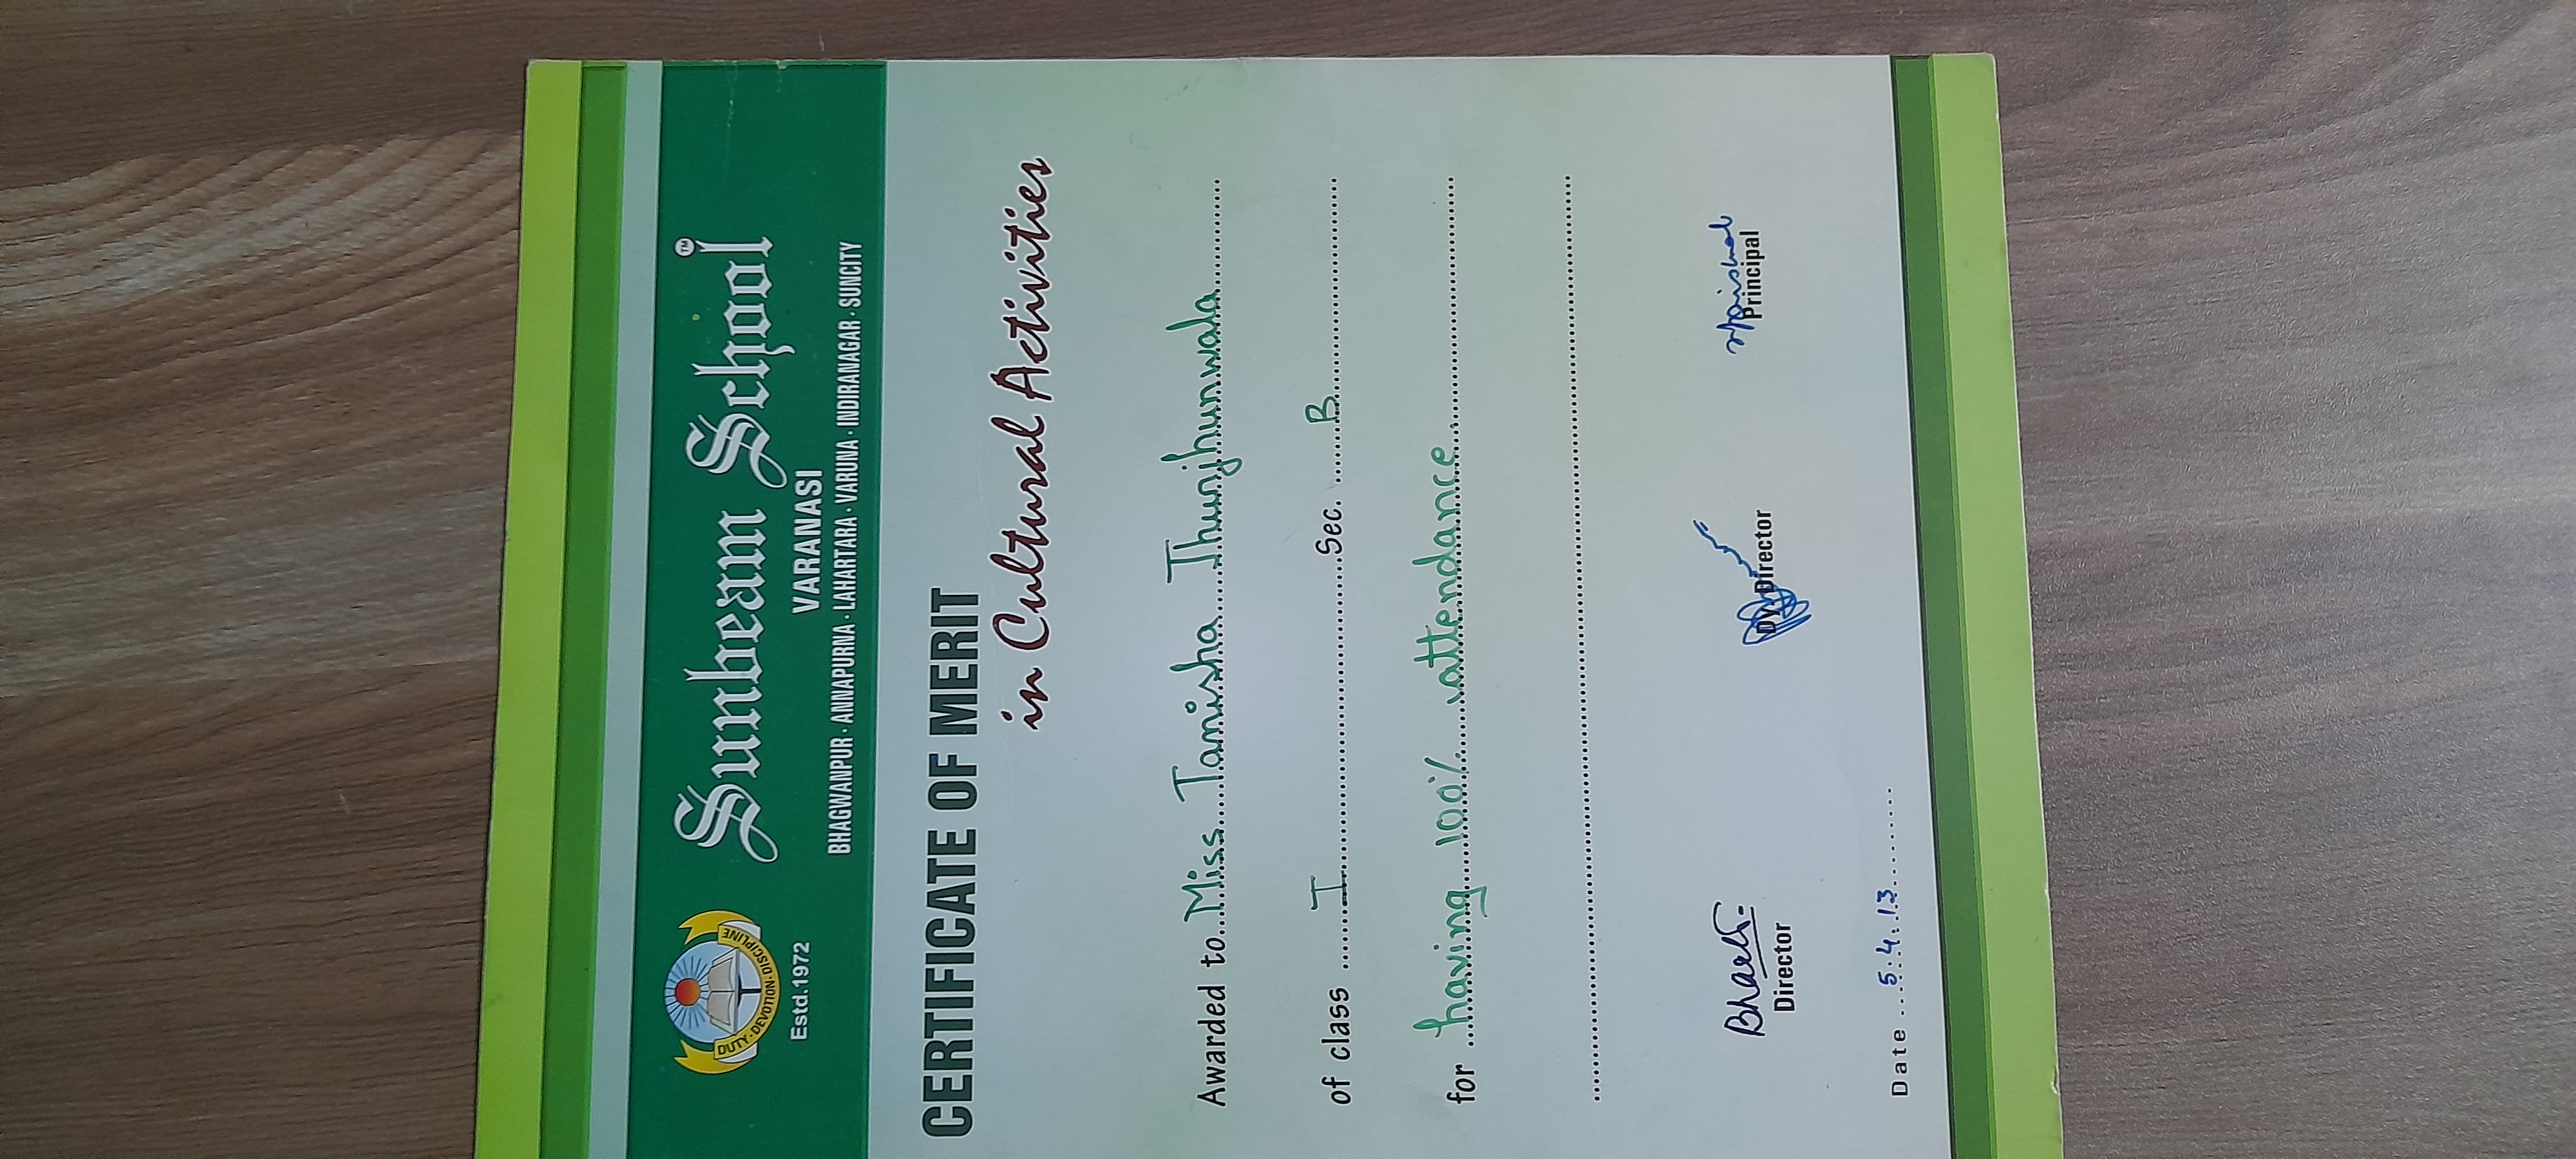 Sunbeam School™
VARANASI
BHAGWANPUR · ANNAPURNA · LAHARTARA · VARUNA · INDIRANAGAR · SUNCITY
DUTY · DEVOTION · DISCIPLINE
Estd.1972
CERTIFICATE OF MERIT
in Cultural Activities
Awarded to Miss Tanisha Jhunjhunwala
of class I Sec. B
for having 100% attendance
Director Dy. Director Principal
Date 5.4.13